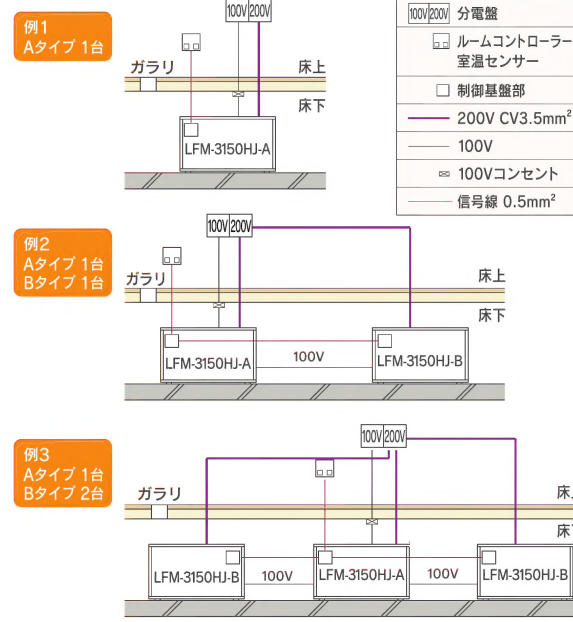 例1
Aタイプ 1台
100V 200V
ガラリ
床上
床下
LFM-3150HJ-A
100V 200V 分電盤
ルームコントローラー
室温センサー
制御基盤部
200V CV3.5mm²
100V
100Vコンセント
信号線 0.5mm²
例2
Aタイプ 1台
Bタイプ 1台
100V 200V
ガラリ
床上
床下
LFM-3150HJ-A
100V
LFM-3150HJ-B
例3
Aタイプ 1台
Bタイプ 2台
100V 200V
ガラリ
床
床
LFM-3150HJ-B
100V
LFM-3150HJ-A
100V
LFM-3150HJ-B